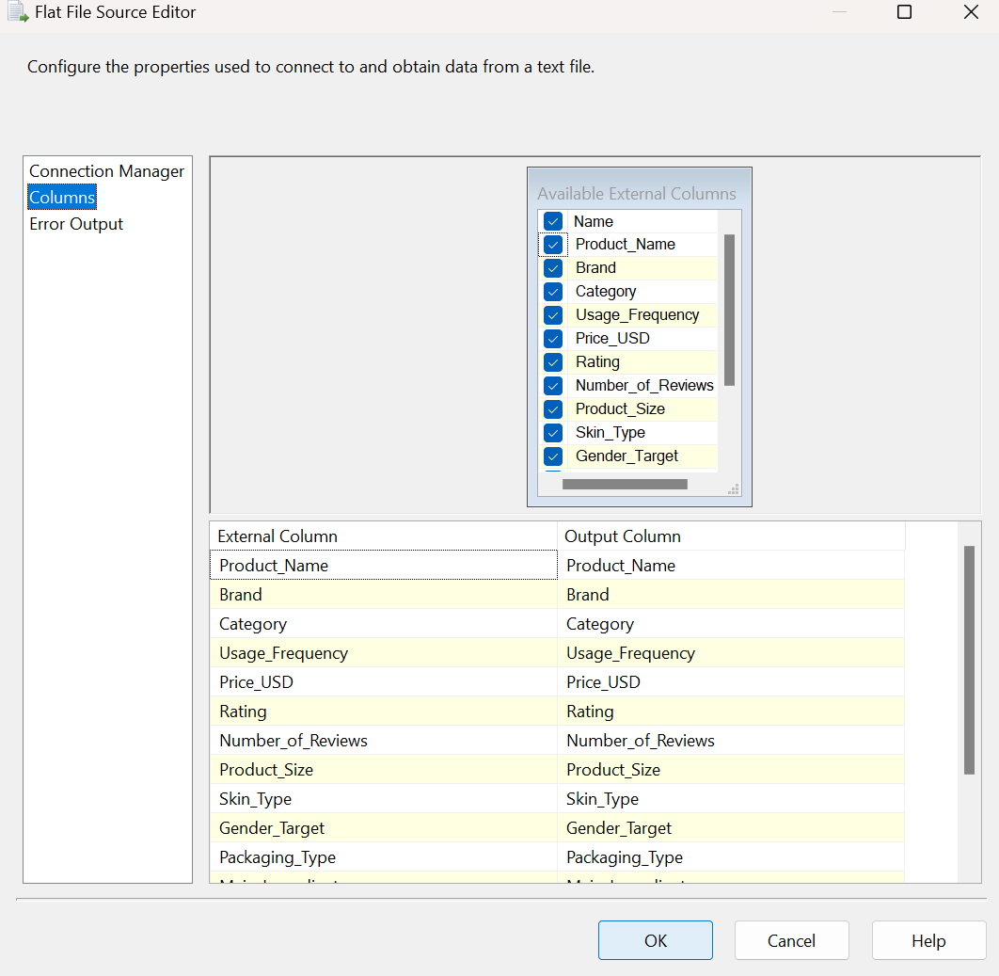 Flat File Source Editor
Configure the properties used to connect to and obtain data from a text file.
Connection Manager
Columns
Error Output
Available External Columns
Name
Product_Name
Brand
Category
Usage_Frequency
Price_USD
Rating
Number_of_Reviews
Product_Size
Skin_Type
Gender_Target
External Column Output Column
Product_Name Product_Name
Brand Brand
Category Category
Usage_Frequency Usage_Frequency
Price_USD Price_USD
Rating Rating
Number_of_Reviews Number_of_Reviews
Product_Size Product_Size
Skin_Type Skin_Type
Gender_Target Gender_Target
Packaging_Type Packaging_Type
OK Cancel Help